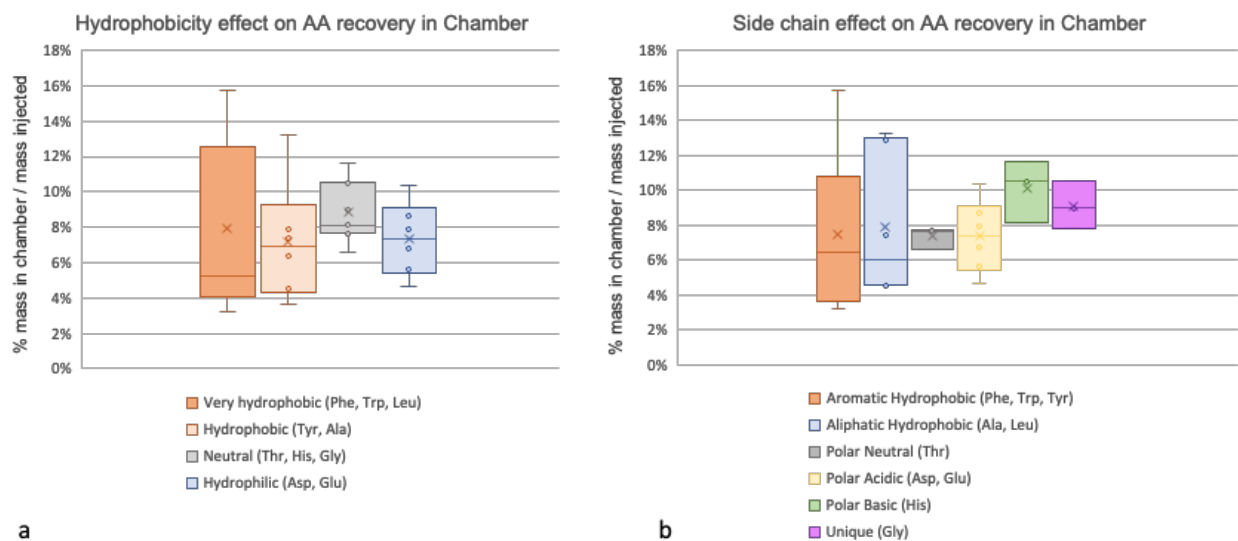 Hydrophobicity effect on AA recovery in Chamber
% mass in chamber / mass injected
18%
16%
14%
12%
10%
8%
6%
4%
2%
0%
Very hydrophobic (Phe, Trp, Leu)
Hydrophobic (Tyr, Ala)
Neutral (Thr, His, Gly)
Hydrophilic (Asp, Glu)
a
Side chain effect on AA recovery in Chamber
% mass in chamber / mass injected
18%
16%
14%
12%
10%
8%
6%
4%
2%
0%
Aromatic Hydrophobic (Phe, Trp, Tyr)
Aliphatic Hydrophobic (Ala, Leu)
Polar Neutral (Thr)
Polar Acidic (Asp, Glu)
Polar Basic (His)
Unique (Gly)
b